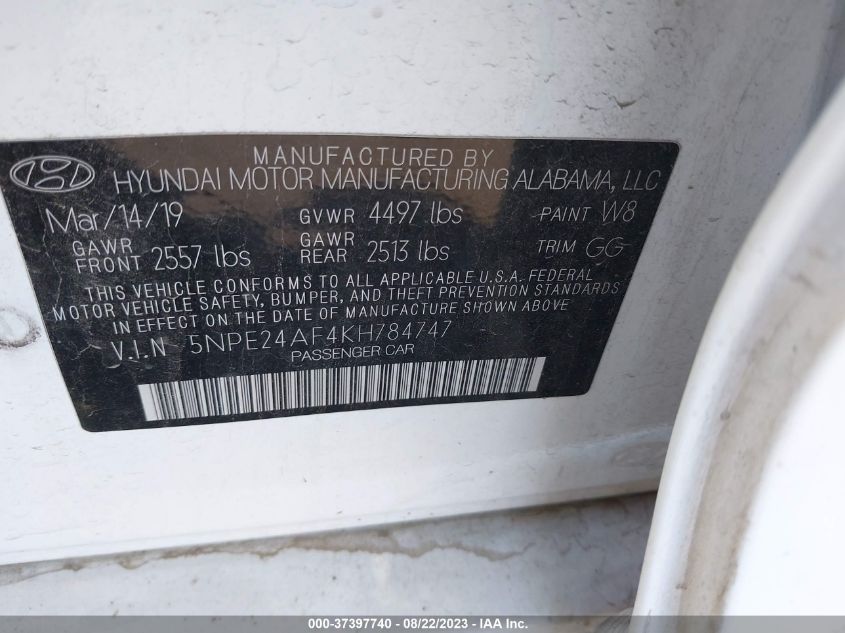 MANUFACTURED BY
HYUNDAI MOTOR MANUFACTURING ALABAMA, LLC
Mar/14/19 GVWR 4497 lbs PAINT W8
GAWR FRONT 2557 lbs GAWR REAR 2513 lbs TRIM GG
THIS VEHICLE CONFORMS TO ALL APPLICABLE U.S.A. FEDERAL
MOTOR VEHICLE SAFETY, BUMPER, AND THEFT PREVENTION STANDARDS
IN EFFECT ON THE DATE OF MANUFACTURE SHOWN ABOVE
V.I.N 5NPE24AF4KH784747
PASSENGER CAR
000-37397740 - 08/22/2023 - IAA Inc.